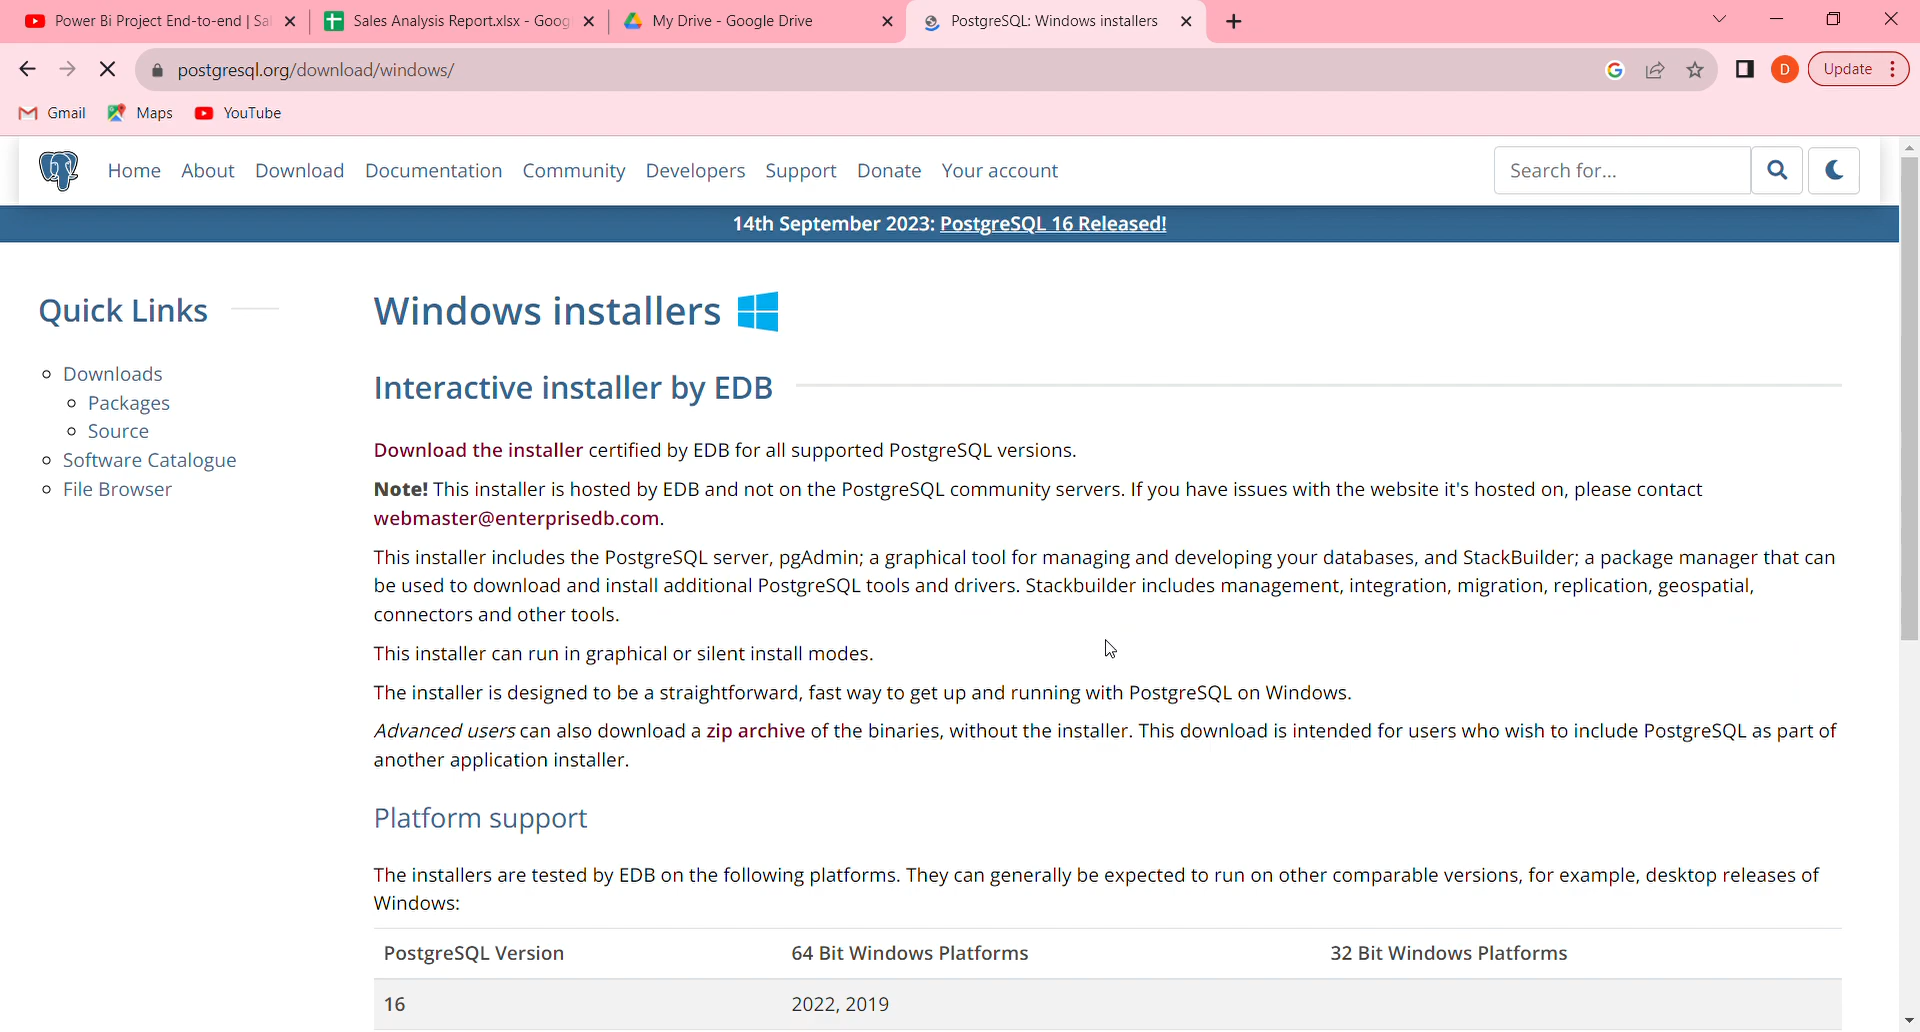 Power Bi Project End-to-end | Sal
Sales Analysis Report.xlsx - Goog
My Drive - Google Drive
PostgreSQL: Windows installers
postgresql.org/download/windows/
D
Update
Gmail
Maps
YouTube
Home
About
Download
Documentation
Community
Developers
Support
Donate
Your account
Search for...
14th September 2023: PostgreSQL 16 Released!
Quick Links
Downloads
Packages
Source
Software Catalogue
File Browser
Windows installers
Interactive installer by EDB
Download the installer certified by EDB for all supported PostgreSQL versions.
Note! This installer is hosted by EDB and not on the PostgreSQL community servers. If you have issues with the website it's hosted on, please contact
webmaster@enterprisedb.com.
This installer includes the PostgreSQL server, pgAdmin; a graphical tool for managing and developing your databases, and StackBuilder; a package manager that can
be used to download and install additional PostgreSQL tools and drivers. Stackbuilder includes management, integration, migration, replication, geospatial,
connectors and other tools.
This installer can run in graphical or silent install modes.
The installer is designed to be a straightforward, fast way to get up and running with PostgreSQL on Windows.
Advanced users can also download a zip archive of the binaries, without the installer. This download is intended for users who wish to include PostgreSQL as part of
another application installer.
Platform support
The installers are tested by EDB on the following platforms. They can generally be expected to run on other comparable versions, for example, desktop releases of
Windows:
PostgreSQL Version
64 Bit Windows Platforms
32 Bit Windows Platforms
16
2022, 2019